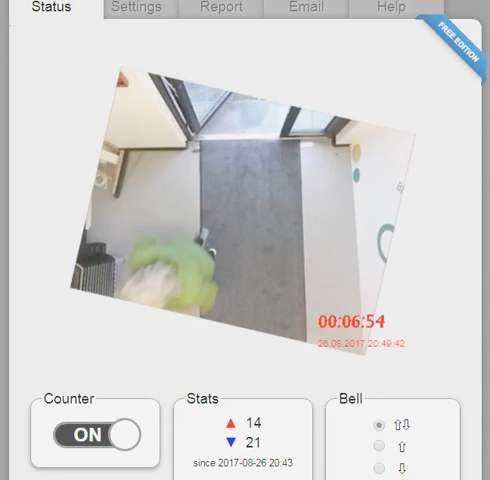 Status Settings Report Email Help
FREE EDITION
00:06:54
26.08.2017 20:49:42
Counter Stats Bell
ON
14
21
since 2017-08-26 20:43